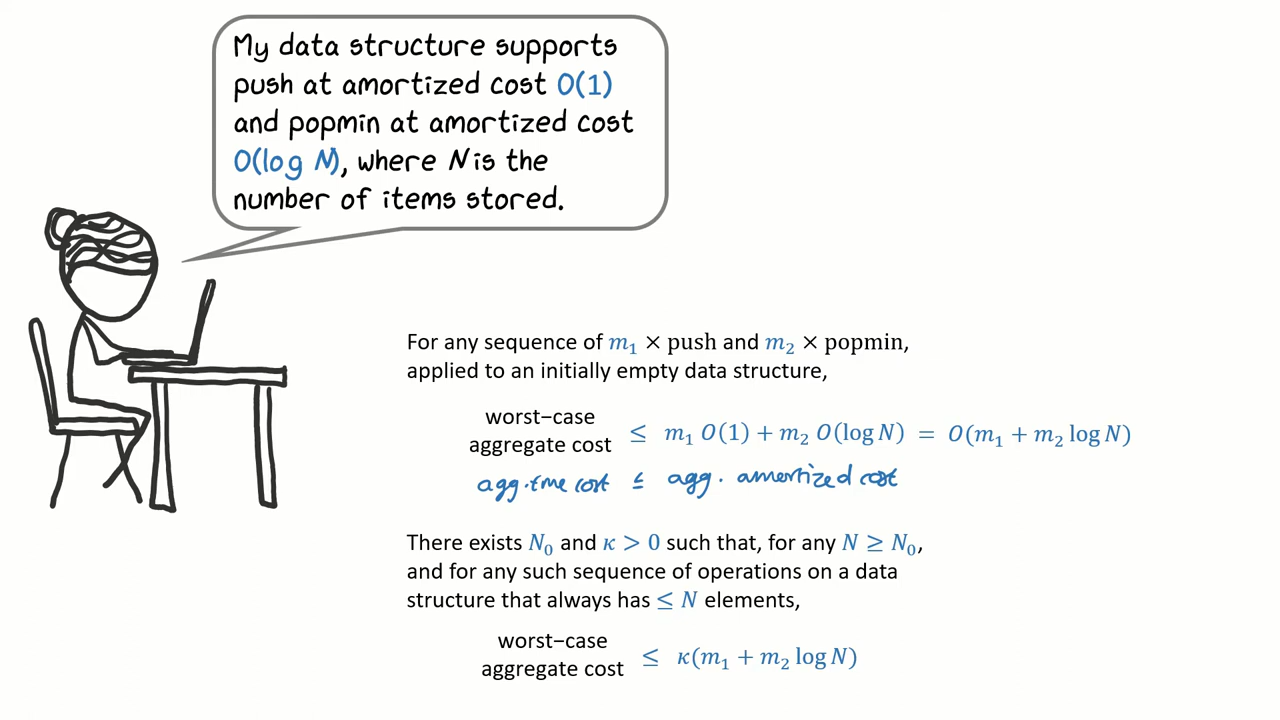 My data structure supports
push at amortized cost O(1)
and popmin at amortized cost
O(log N), where N is the
number of items stored.
For any sequence of m₁ × push and m₂ × popmin,
applied to an initially empty data structure,
worst–case
aggregate cost ≤ m₁ O(1) + m₂ O(log N) = O(m₁ + m₂ log N)
agg. true cost ≤ agg. amortized cost
There exists N₀ and κ > 0 such that, for any N ≥ N₀,
and for any such sequence of operations on a data
structure that always has ≤ N elements,
worst–case
aggregate cost ≤ κ(m₁ + m₂ log N)